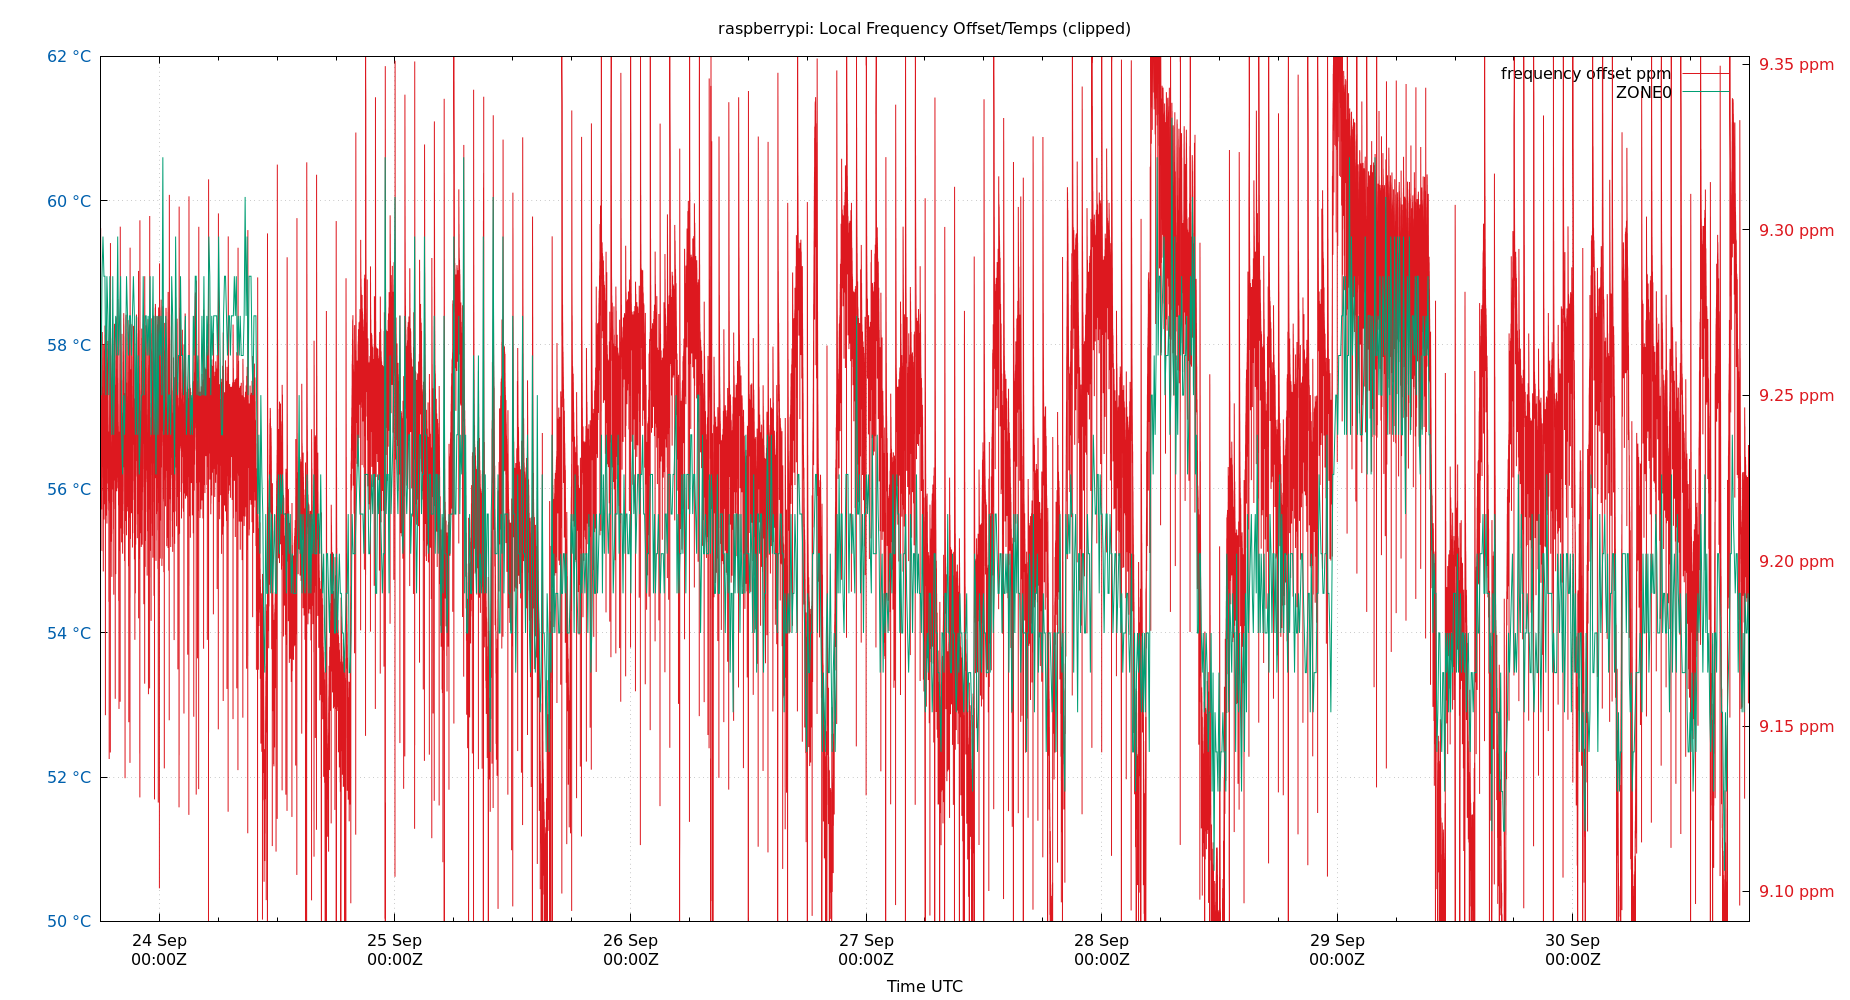 raspberrypi: Local Frequency Offset/Temps (clipped)
62 °C
60 °C
58 °C
56 °C
54 °C
52 °C
50 °C
9.35 ppm
9.30 ppm
9.25 ppm
9.20 ppm
9.15 ppm
9.10 ppm
frequency offset ppm
ZONE0
24 Sep
00:00Z
25 Sep
00:00Z
26 Sep
00:00Z
27 Sep
00:00Z
28 Sep
00:00Z
29 Sep
00:00Z
30 Sep
00:00Z
Time UTC